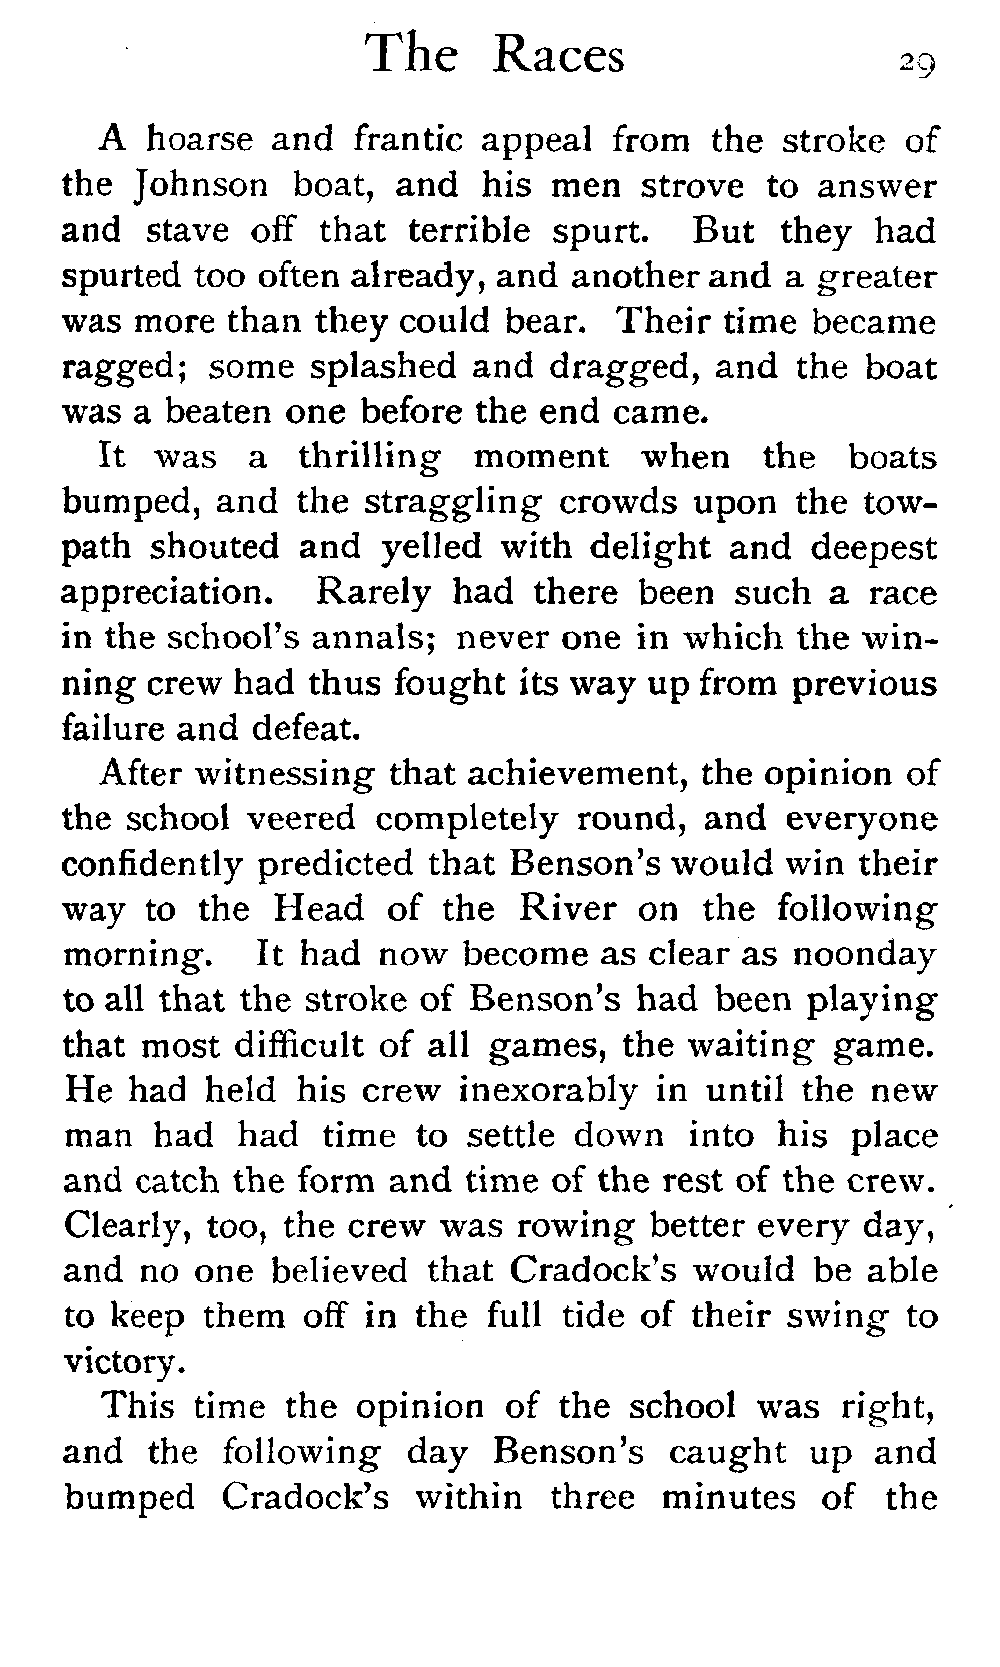 The Races 29
A hoarse and frantic appeal from the stroke of
the Johnson boat, and his men strove to answer
and stave off that terrible spurt. But they had
spurted too often already, and another and a greater
was more than they could bear. Their time became
ragged; some splashed and dragged, and the boat
was a beaten one before the end came.
It was a thrilling moment when the boats
bumped, and the straggling crowds upon the tow-
path shouted and yelled with delight and deepest
appreciation. Rarely had there been such a race
in the school's annals; never one in which the win-
ning crew had thus fought its way up from previous
failure and defeat.
After witnessing that achievement, the opinion of
the school veered completely round, and everyone
confidently predicted that Benson's would win their
way to the Head of the River on the following
morning. It had now become as clear as noonday
to all that the stroke of Benson's had been playing
that most difficult of all games, the waiting game.
He had held his crew inexorably in until the new
man had had time to settle down into his place
and catch the form and time of the rest of the crew.
Clearly, too, the crew was rowing better every day,
and no one believed that Cradock's would be able
to keep them off in the full tide of their swing to
victory.
This time the opinion of the school was right,
and the following day Benson's caught up and
bumped Cradock's within three minutes of the